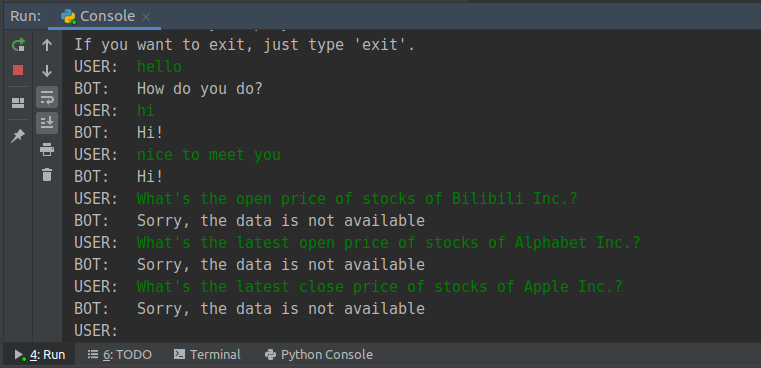 Run: Console
If you want to exit, just type 'exit'.
USER: hello
BOT: How do you do?
USER: hi
BOT: Hi!
USER: nice to meet you
BOT: Hi!
USER: What's the open price of stocks of Bilibili Inc.?
BOT: Sorry, the data is not available
USER: What's the latest open price of stocks of Alphabet Inc.?
BOT: Sorry, the data is not available
USER: What's the latest close price of stocks of Apple Inc.?
BOT: Sorry, the data is not available
USER:
4: Run 6: TODO Terminal Python Console